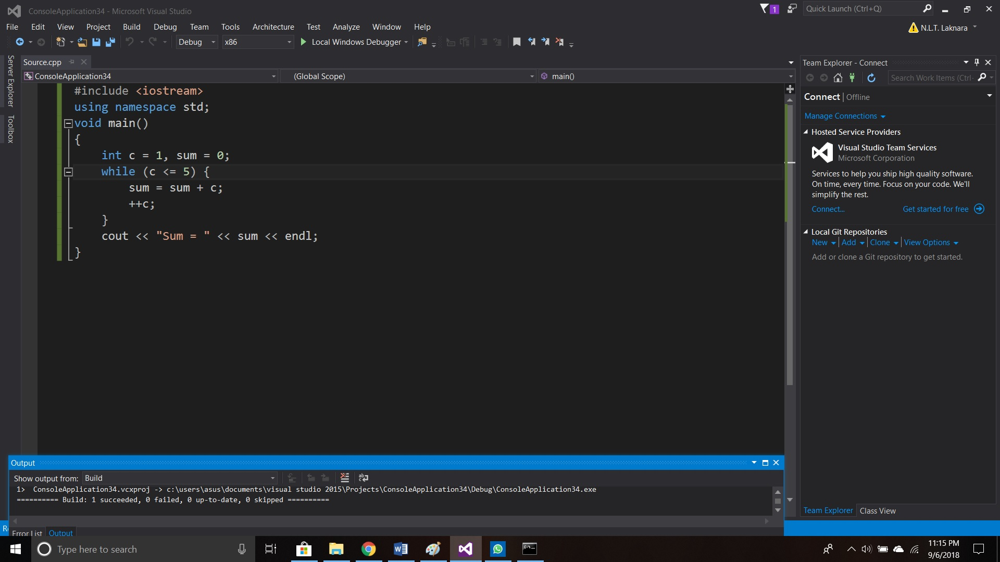 ConsoleApplication34 - Microsoft Visual Studio
1
Quick Launch (Ctrl+Q)
File Edit View Project Build Debug Team Tools Architecture Test Analyze Window Help
N.L.T. Laknara
Debug x86 Local Windows Debugger
Server Explorer
Toolbox
Source.cpp
ConsoleApplication34 (Global Scope) main()
#include <iostream>
using namespace std;
void main()
{
int c = 1, sum = 0;
while (c <= 5) {
sum = sum + c;
++c;
}
cout << "Sum = " << sum << endl;
}
Team Explorer - Connect
Search Work Items (Ctrl-
Connect | Offline
Manage Connections
Hosted Service Providers
Visual Studio Team Services
Microsoft Corporation
Services to help you ship high quality software.
On time, every time. Focus on your code. We'll
simplify the rest.
Connect... Get started for free
Local Git Repositories
New Add Clone View Options
Add or clone a Git repository to get started.
Team Explorer Class View
Output
Show output from: Build
1> ConsoleApplication34.vcxproj -> c:\users\asus\documents\visual studio 2015\Projects\ConsoleApplication34\Debug\ConsoleApplication34.exe
========== Build: 1 succeeded, 0 failed, 0 up-to-date, 0 skipped ==========
Error List Output
Type here to search
11:15 PM
9/6/2018